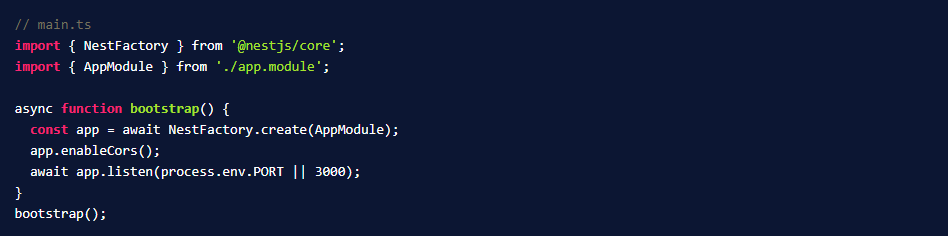 // main.ts
import { NestFactory } from '@nestjs/core';
import { AppModule } from './app.module';
async function bootstrap() {
  const app = await NestFactory.create(AppModule);
  app.enableCors();
  await app.listen(process.env.PORT || 3000);
}
bootstrap();